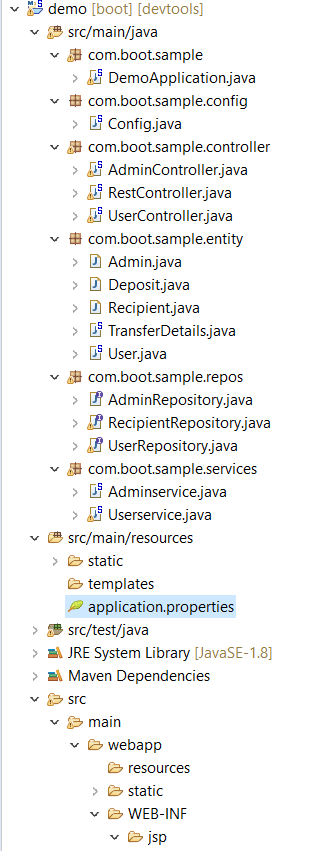 demo [boot] [devtools]
src/main/java
com.boot.sample
DemoApplication.java
com.boot.sample.config
Config.java
com.boot.sample.controller
AdminController.java
RestController.java
UserController.java
com.boot.sample.entity
Admin.java
Deposit.java
Recipient.java
TransferDetails.java
User.java
com.boot.sample.repos
AdminRepository.java
RecipientRepository.java
UserRepository.java
com.boot.sample.services
Adminservice.java
Userservice.java
src/main/resources
static
templates
application.properties
src/test/java
JRE System Library [JavaSE-1.8]
Maven Dependencies
src
main
webapp
resources
static
WEB-INF
jsp